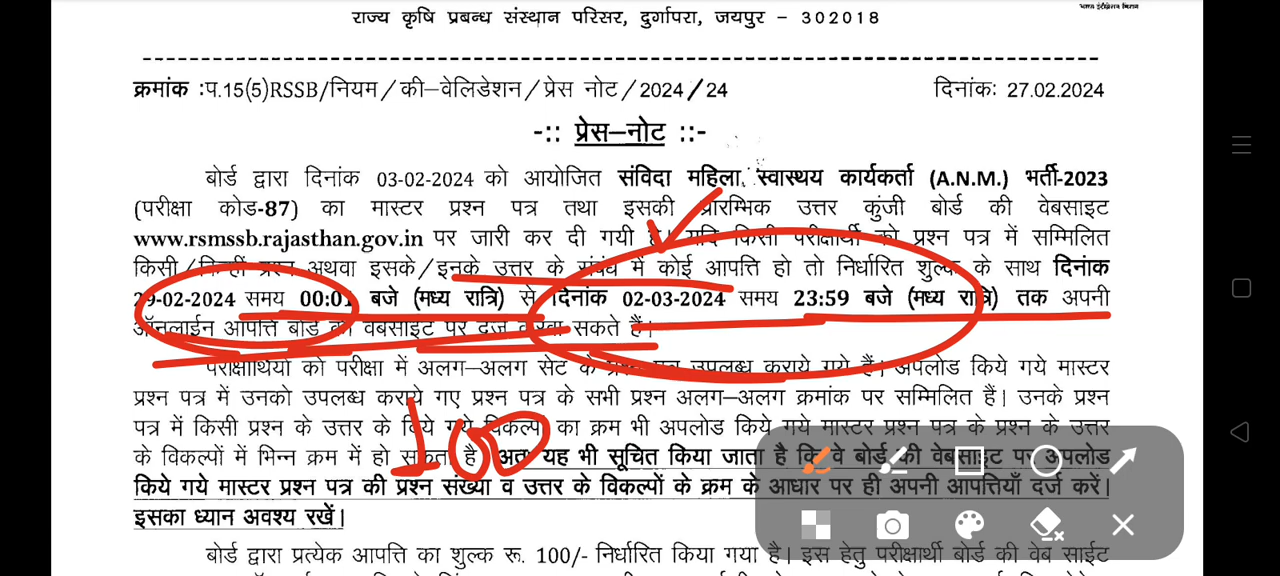 राज्य कृषि प्रबन्ध संस्थान परिसर, दुर्गापरा, जयपुर - 302018
क्रमांक :प.15(5)RSSB/नियम/की–वेलिडेशन/प्रेस नोट/2024/24 दिनांकः 27.02.2024
-:: प्रेस–नोट ::-
बोर्ड द्वारा दिनांक 03-02-2024 को आयोजित संविदा महिला स्वास्थय कार्यकर्ता (A.N.M.) भर्ती-2023
(परीक्षा कोड-87) का मास्टर प्रश्न पत्र तथा इसकी प्रारम्भिक उत्तर कुंजी बोर्ड की वेबसाइट
www.rsmssb.rajasthan.gov.in पर जारी कर दी गयी है। यदि किसी परीक्षार्थी को प्रश्न पत्र में सम्मिलित
किसी/किन्हीं प्रश्न अथवा इसके/इनके उत्तर के संबंध में कोई आपत्ति हो तो निर्धारित शुल्क के साथ दिनांक
29-02-2024 समय 00:01 बजे (मध्य रात्रि) से दिनांक 02-03-2024 समय 23:59 बजे (मध्य रात्रि) तक अपनी
ऑनलाईन आपत्ति बोर्ड की वेबसाइट पर दर्ज करवा सकते हैं।
परीक्षार्थियों को परीक्षा में अलग–अलग सेट के प्रश्न पत्र उपलब्ध कराये गये हैं। अपलोड किये गये मास्टर
प्रश्न पत्र में उनको उपलब्ध कराये गए प्रश्न पत्र के सभी प्रश्न अलग–अलग क्रमांक पर सम्मिलित हैं। उनके प्रश्न
पत्र में किसी प्रश्न के उत्तर के दिये गये विकल्पों का क्रम भी अपलोड किये गये मास्टर प्रश्न पत्र के प्रश्न के उत्तर
के विकल्पों में भिन्न क्रम में हो सकता है। अतः यह भी सूचित किया जाता है कि वे बोर्ड की वेबसाइट पर अपलोड
100
किये गये मास्टर प्रश्न पत्र की प्रश्न संख्या व उत्तर के विकल्पों के क्रम के आधार पर ही अपनी आपत्तियाँ दर्ज करें।
इसका ध्यान अवश्य रखें।
बोर्ड द्वारा प्रत्येक आपत्ति का शुल्क रू. 100/- निर्धारित किया गया है। इस हेतु परीक्षार्थी बोर्ड की वेब साईट